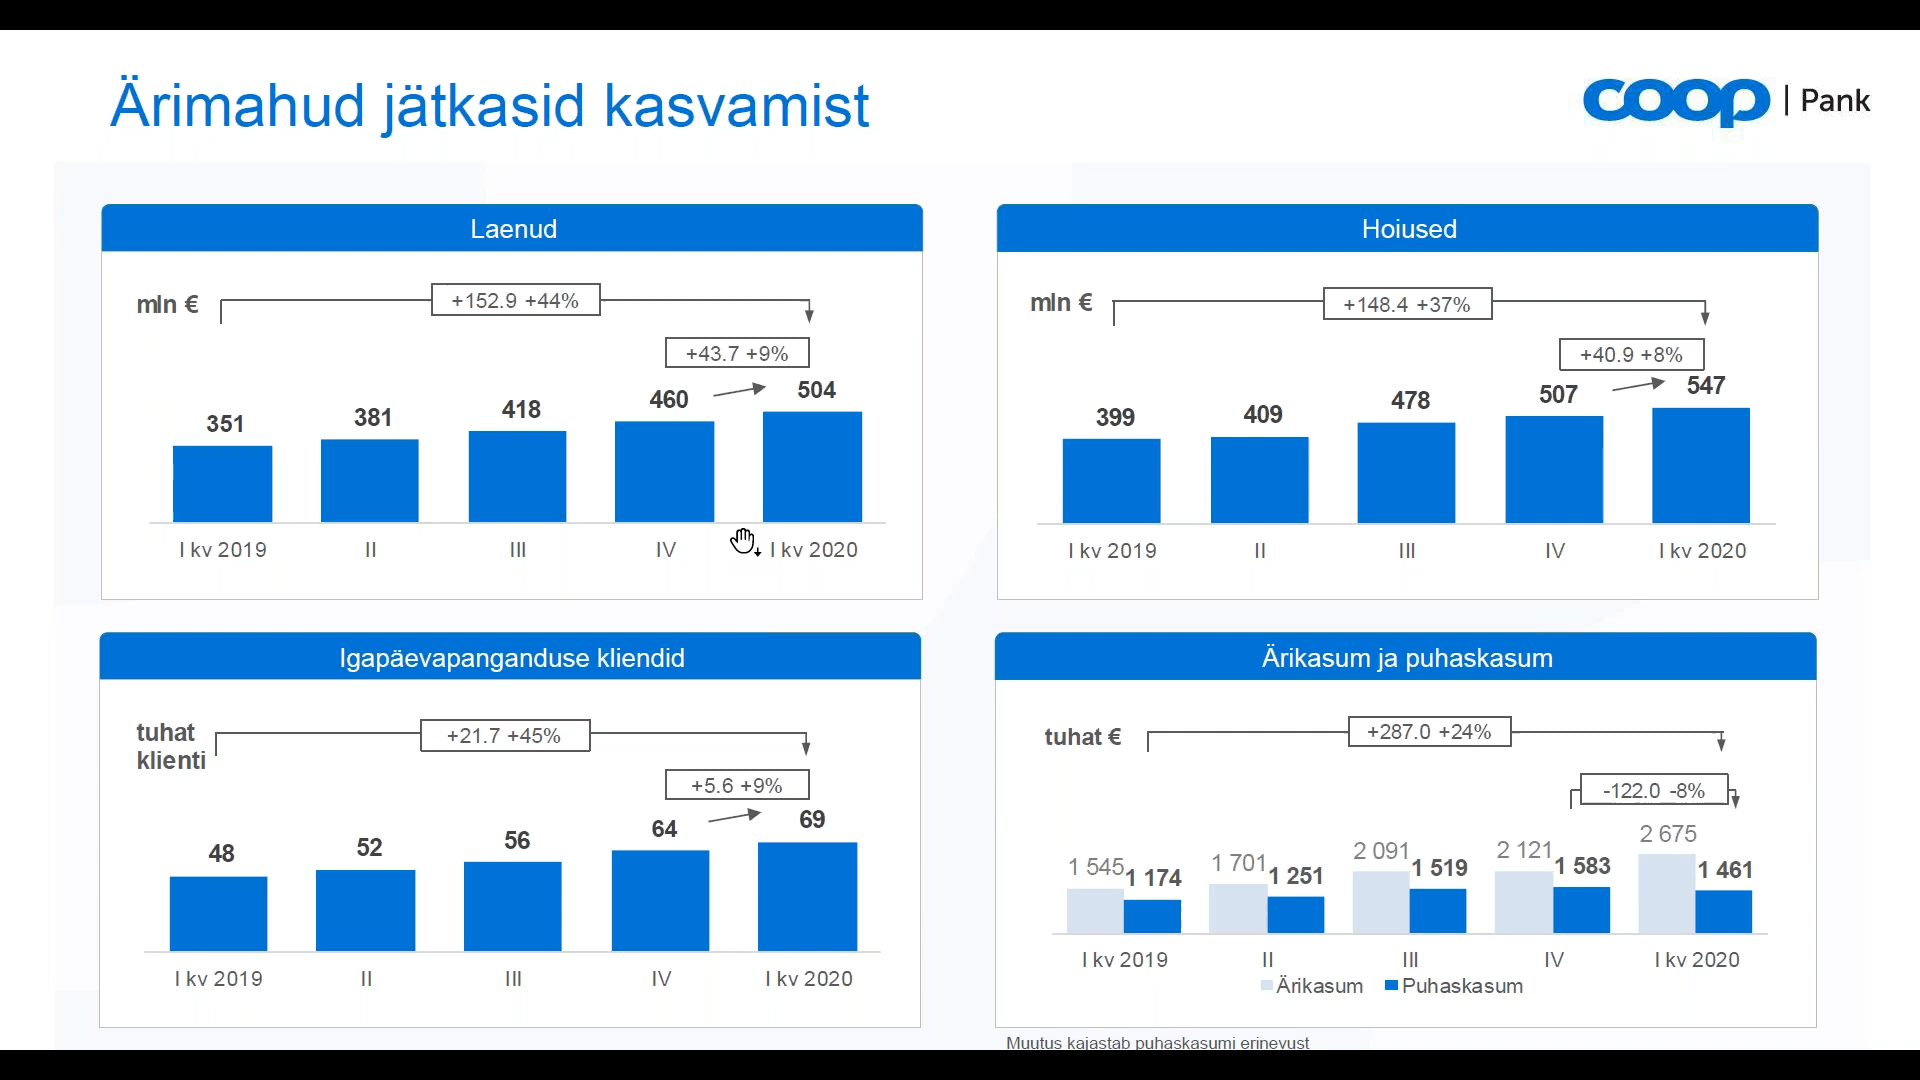 Ärimahud jätkasid kasvamist
coop | Pank
Laenud
mln €
+152.9 +44%
+43.7 +9%
351
381
418
460
504
I kv 2019
II
III
IV
I kv 2020
Hoiused
mln €
+148.4 +37%
+40.9 +8%
399
409
478
507
547
I kv 2019
II
III
IV
I kv 2020
Igapäevapanganduse kliendid
tuhat
klienti
+21.7 +45%
+5.6 +9%
48
52
56
64
69
I kv 2019
II
III
IV
I kv 2020
Ärikasum ja puhaskasum
tuhat €
+287.0 +24%
-122.0 -8%
1 545
1 174
1 701
1 251
2 091
1 519
2 121
1 583
2 675
1 461
I kv 2019
II
III
IV
I kv 2020
Ärikasum
Puhaskasum
Muutus kajastab puhaskasumi erinevust